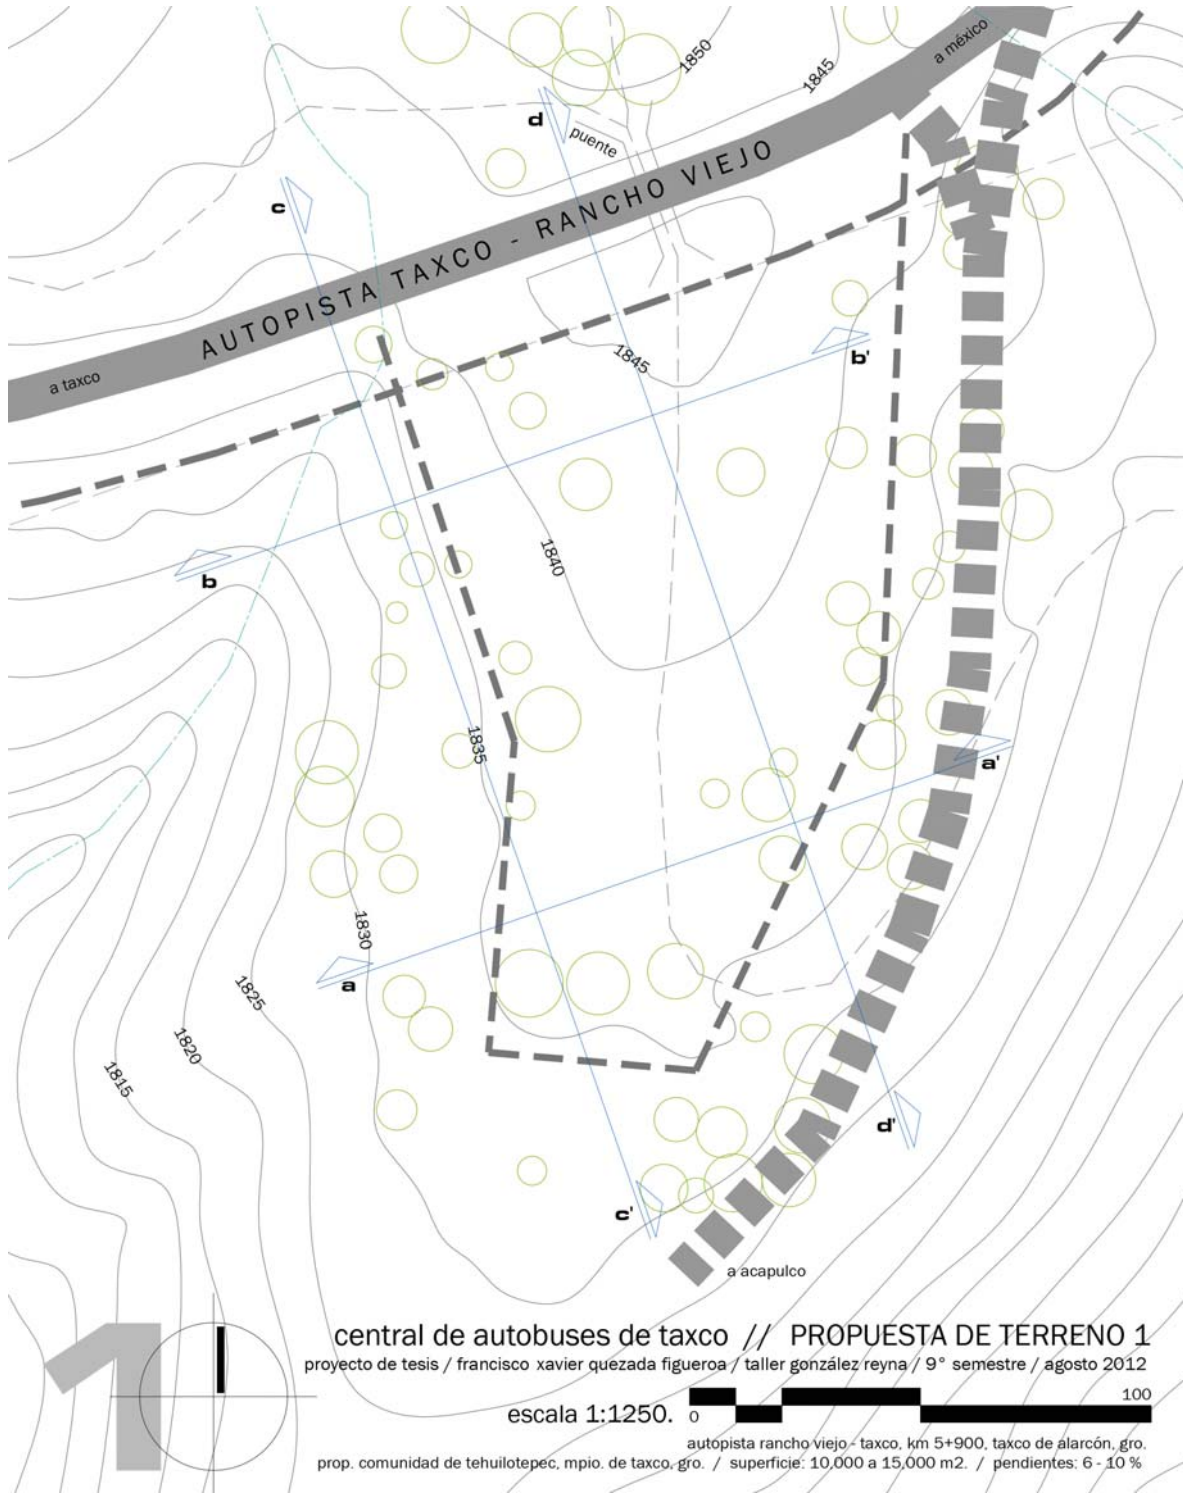 1850
1845
a méxico
d
puente
c
AUTOPISTA TAXCO - RANCHO VIEJO
a taxco
1845
b'
b
1840
1835
a'
1830
a
1825
1820
1815
d'
c'
a acapulco
1
central de autobuses de taxco // PROPUESTA DE TERRENO 1
proyecto de tesis / francisco xavier quezada figueroa / taller gonzález reyna / 9° semestre / agosto 2012
escala 1:1250.
0
100
autopista rancho viejo - taxco, km 5+900, taxco de alarcón, gro.
prop. comunidad de tehuilotepec, mpio. de taxco, gro. / superficie: 10,000 a 15,000 m2. / pendientes: 6 - 10 %